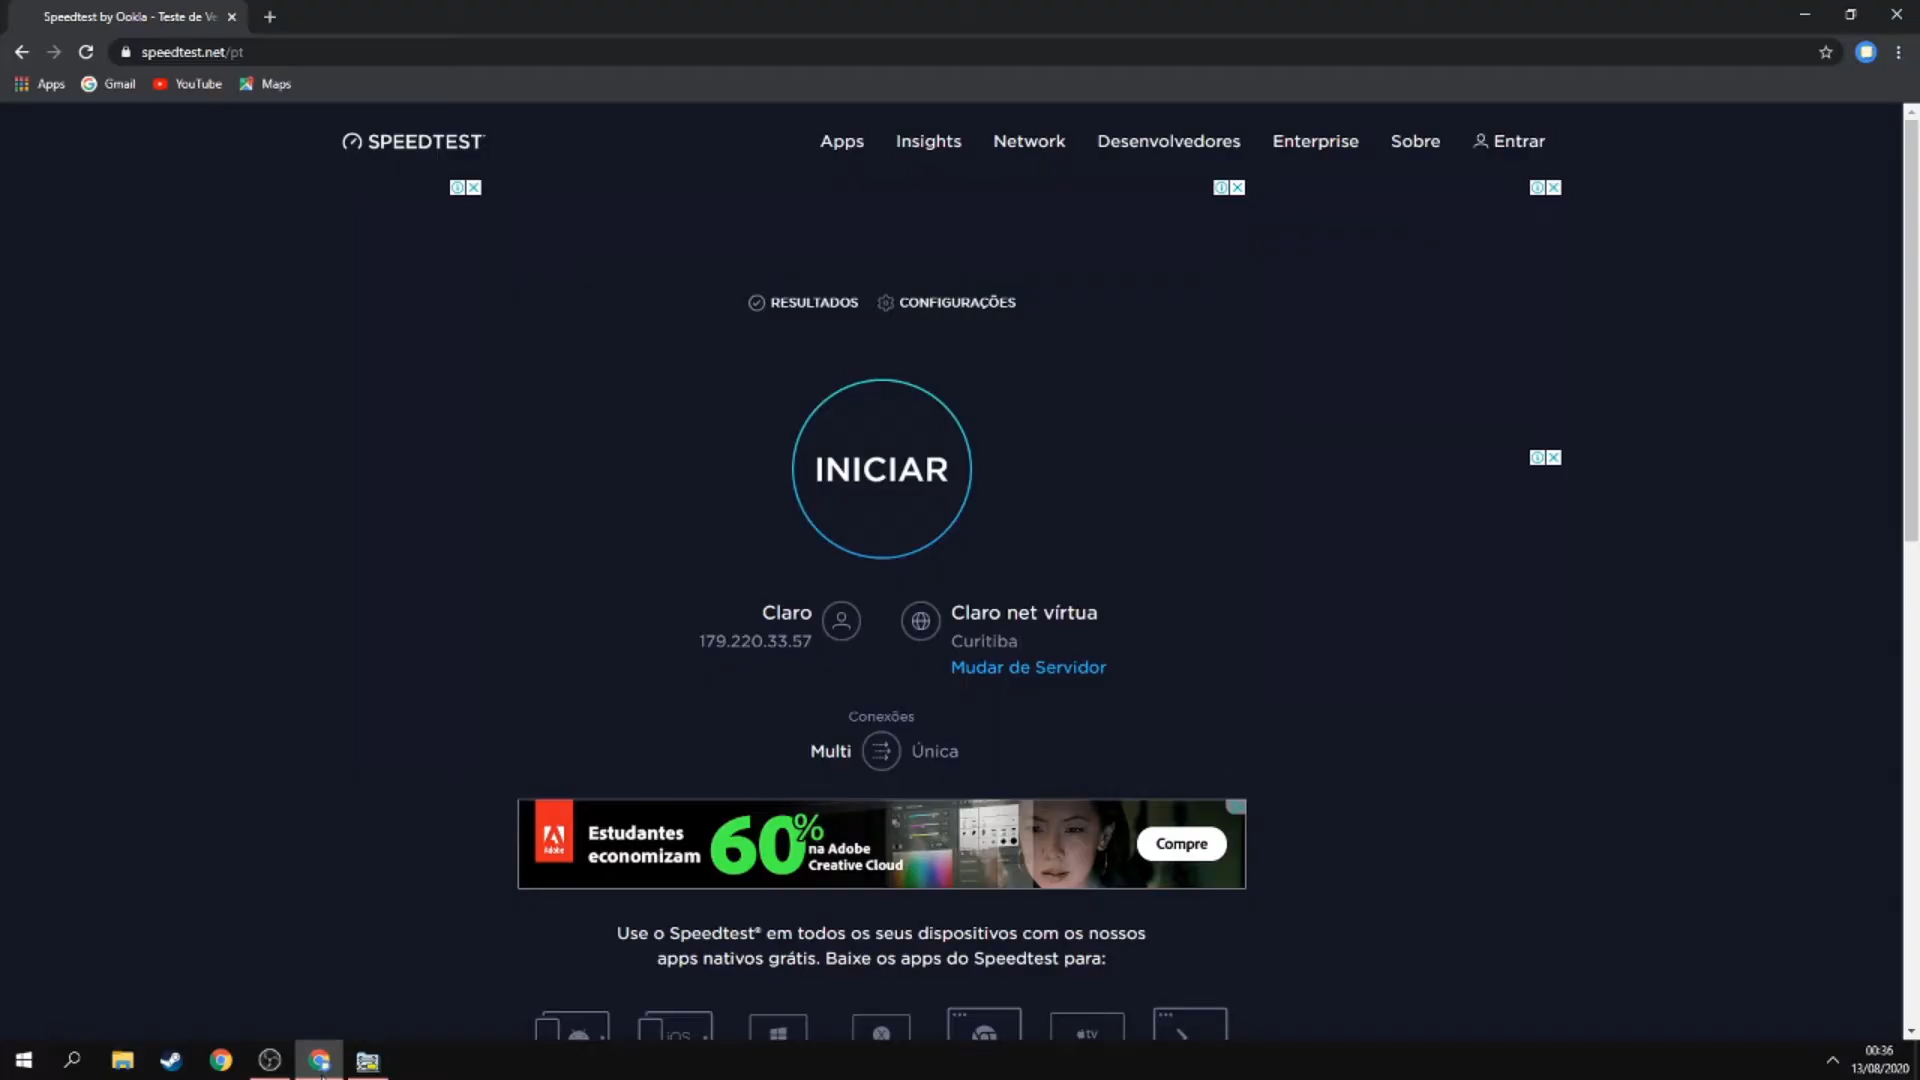 Speedtest by Ookla - Teste de Ve
speedtest.net/pt
Apps Gmail YouTube Maps
SPEEDTEST
Apps Insights Network Desenvolvedores Enterprise Sobre Entrar
RESULTADOS CONFIGURAÇÕES
INICIAR
Claro
179.220.33.57
Claro net vírtua
Curitiba
Mudar de Servidor
Conexões
Multi Única
Adobe
Estudantes
economizam
60%
na Adobe
Creative Cloud
Compre
Use o Speedtest® em todos os seus dispositivos com os nossos
apps nativos grátis. Baixe os apps do Speedtest para:
iOS
tv
00:36
13/08/2020